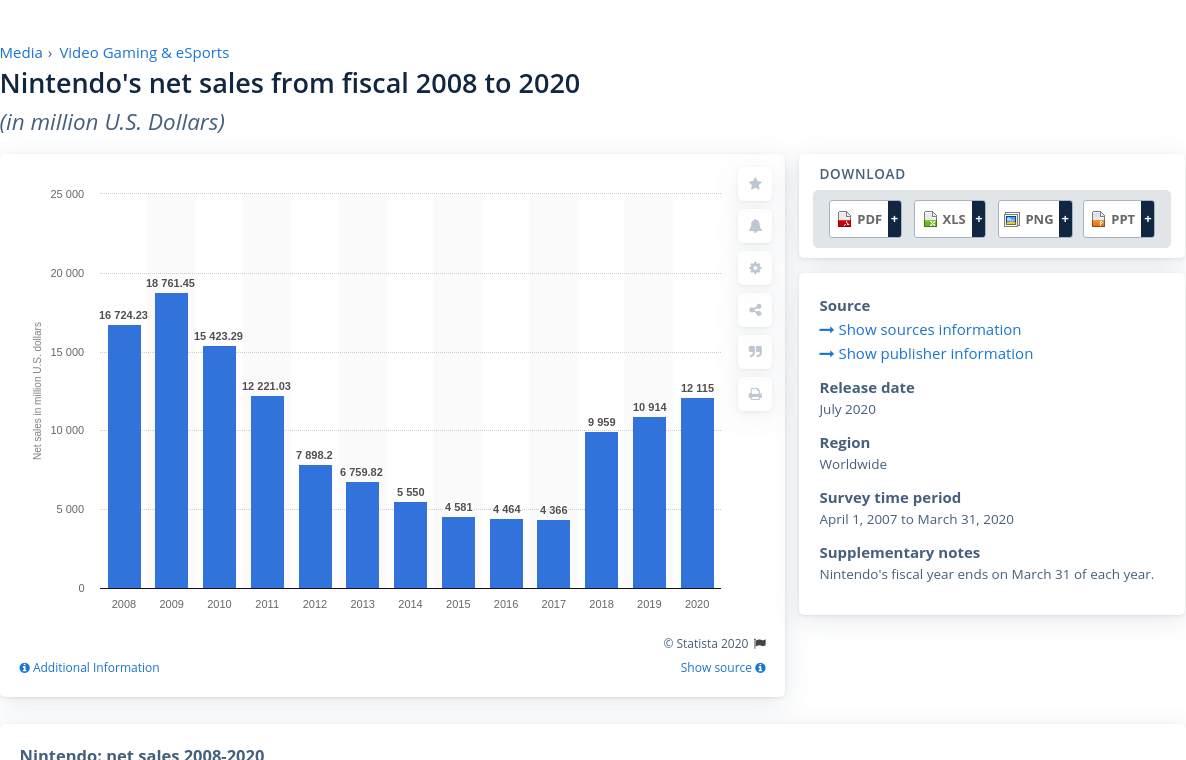 Media › Video Gaming & eSports
Nintendo's net sales from fiscal 2008 to 2020
(in million U.S. Dollars)
Net sales in million U.S. dollars
25 000
20 000
15 000
10 000
5 000
0
16 724.23
18 761.45
15 423.29
12 221.03
7 898.2
6 759.82
5 550
4 581
4 464
4 366
9 959
10 914
12 115
2008 2009 2010 2011 2012 2013 2014 2015 2016 2017 2018 2019 2020
© Statista 2020
Additional Information
Show source
DOWNLOAD
PDF + XLS + PNG + PPT +
Source
Show sources information
Show publisher information
Release date
July 2020
Region
Worldwide
Survey time period
April 1, 2007 to March 31, 2020
Supplementary notes
Nintendo's fiscal year ends on March 31 of each year.
Nintendo: net sales 2008-2020